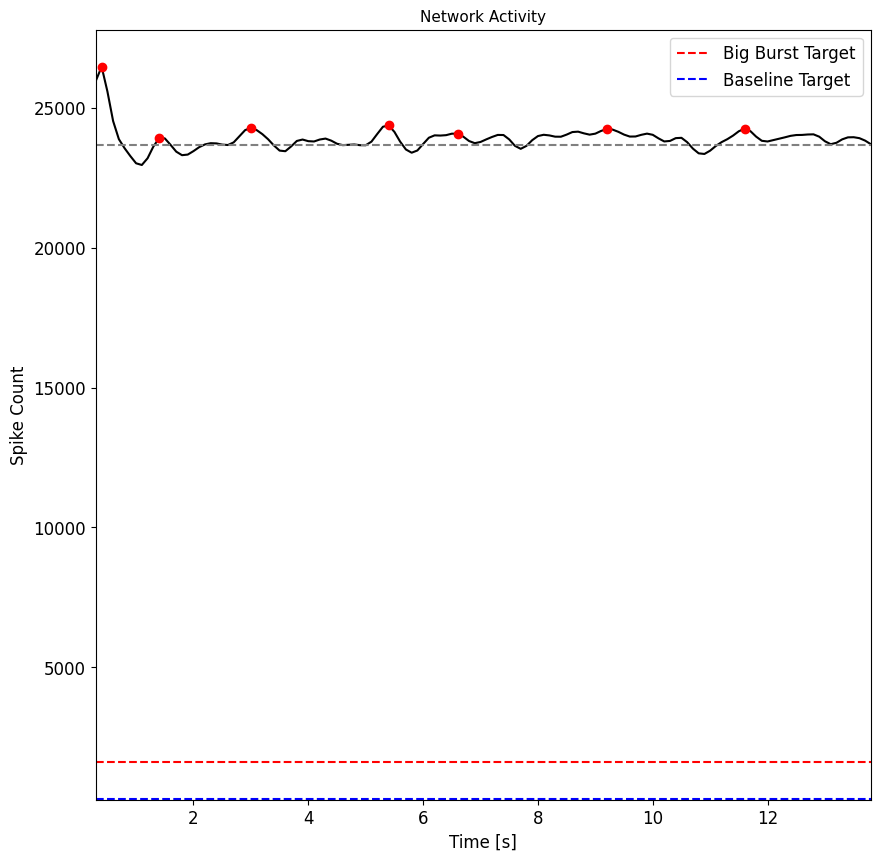 Network Activity
Big Burst Target
Baseline Target
Spike Count
25000
20000
15000
10000
5000
2
4
6
8
10
12
Time [s]